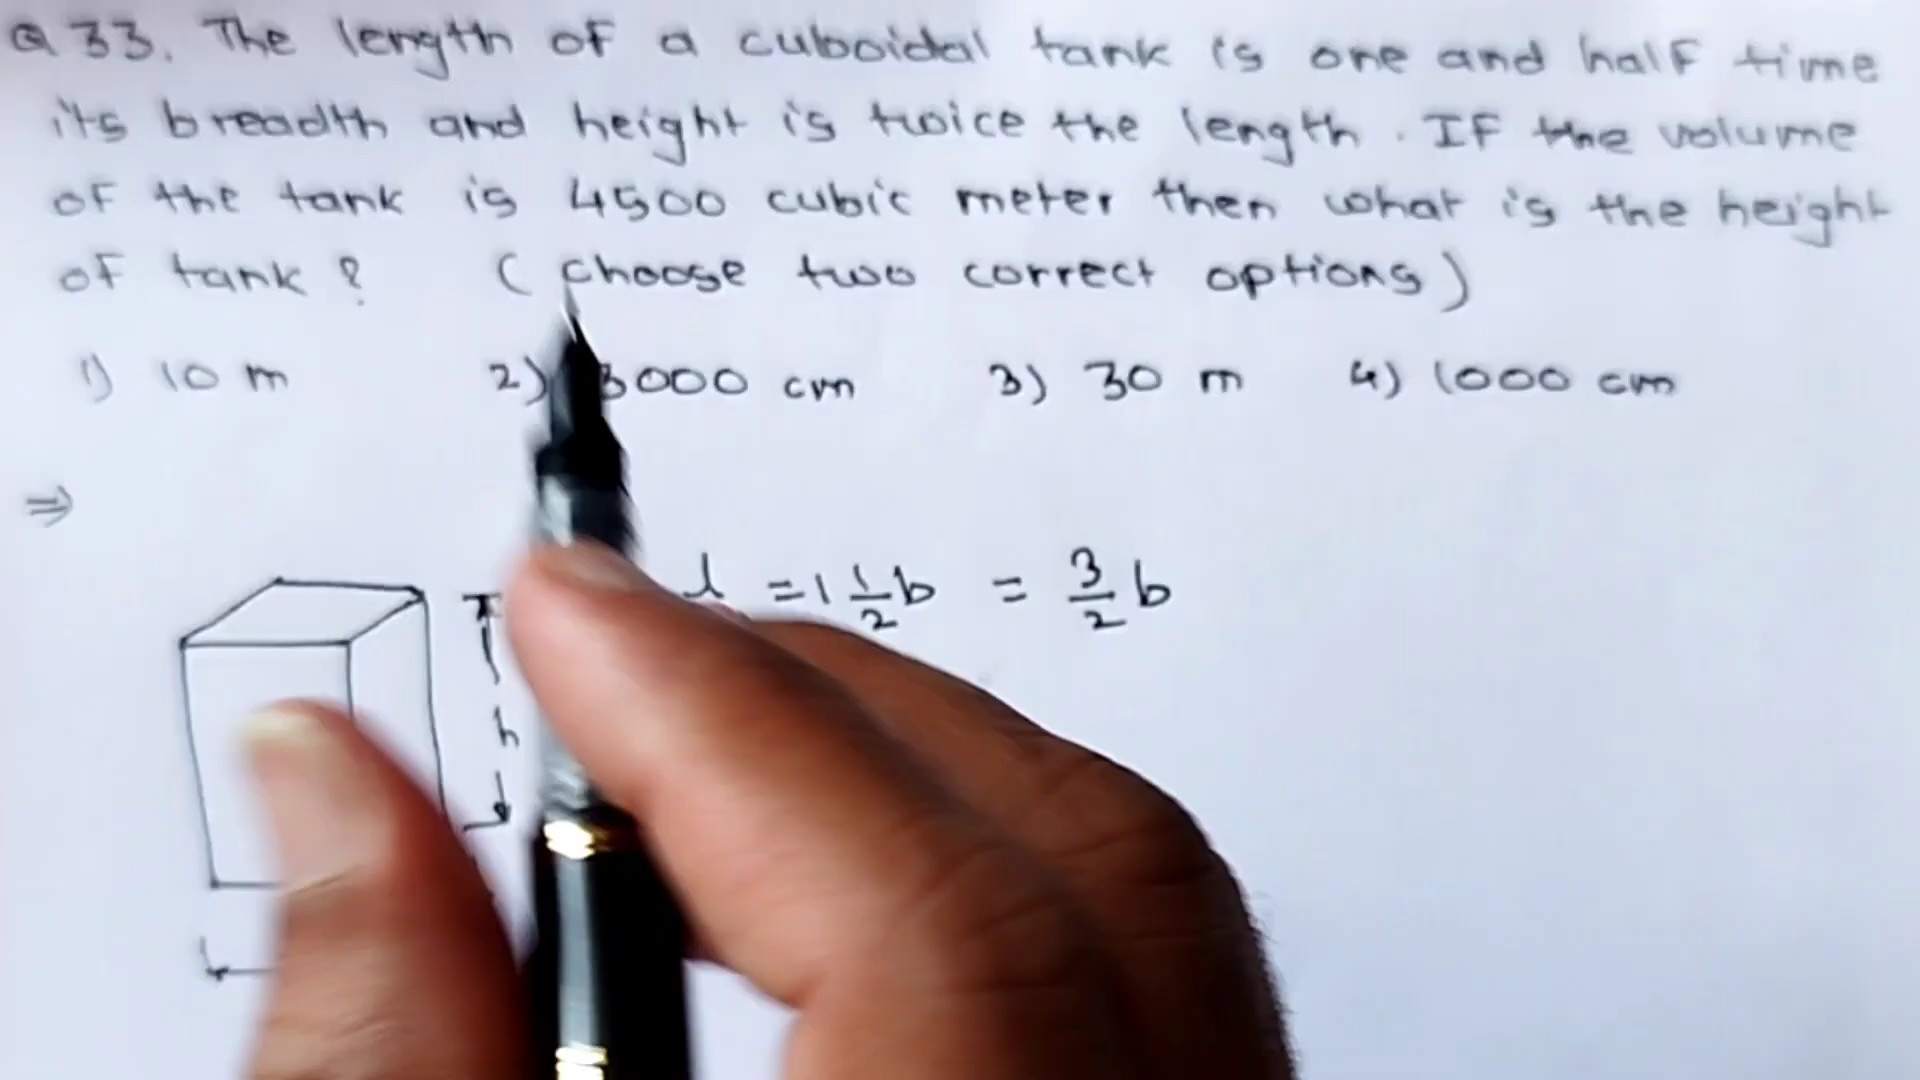 Q 33. The length of a cuboidal tank is one and half time
its breadth and height is twice the length. If the volume
of the tank is 4500 cubic meter then what is the height
of tank? (choose two correct options)
1) 10 m 2) 3000 cm 3) 30 m 4) 1000 cm
⇒
l = 1 1/2 b = 3/2 b
h